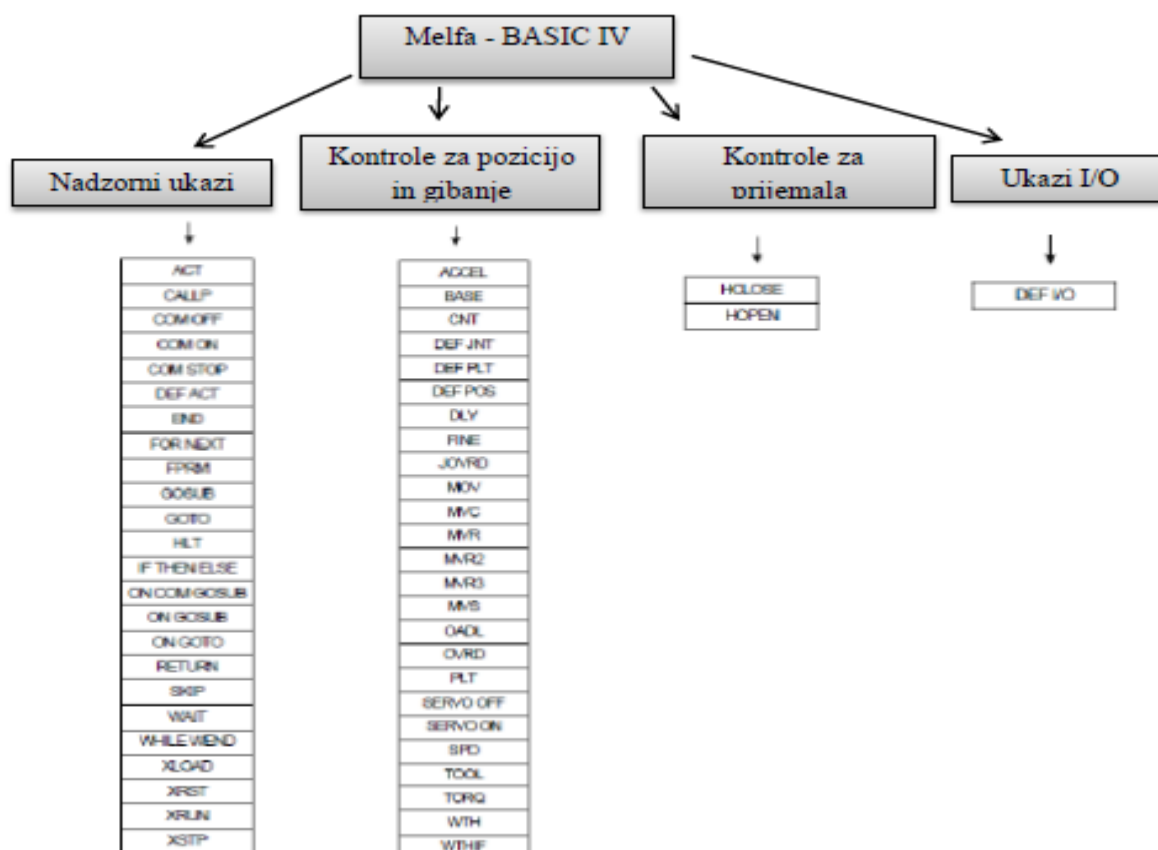 Melfa - BASIC IV
Nadzorni ukazi
Kontrole za pozicijo
in gibanje
Kontrole za
prijemala
Ukazi I/O
ACT
CALLP
COM OFF
COM ON
COM STOP
DEF ACT
END
FOR NEXT
FPRM
GOSUB
GOTO
HLT
IF THEN ELSE
ON COM GOSUB
ON GOSUB
ON GOTO
RETURN
SKIP
WAIT
WHILE WEND
XLOAD
XRST
XRUN
XSTP
ACCEL
BASE
CNT
DEF JNT
DEF PLT
DEF POS
DLY
FINE
JOVRD
MOV
MVC
MVR
MVR2
MVR3
MVS
OADL
OVRD
PLT
SERVO OFF
SERVO ON
SPD
TOOL
TORQ
WTH
WTHIF
HCLOSE
HOPEN
DEF I/O